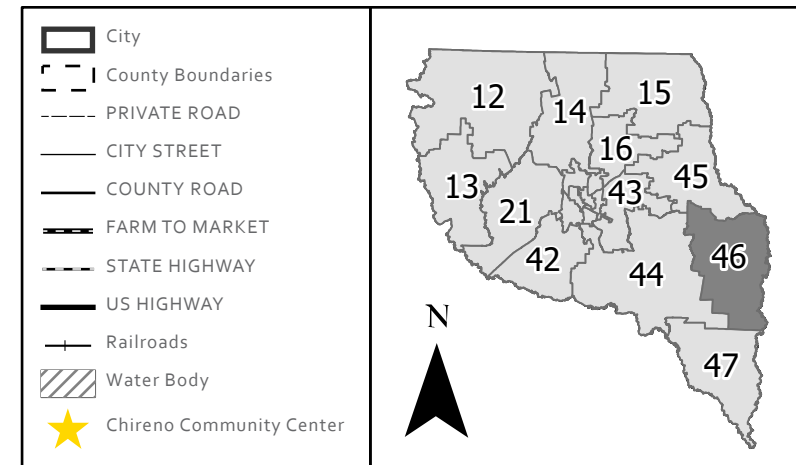 City
County Boundaries
PRIVATE ROAD
CITY STREET
COUNTY ROAD
FARM TO MARKET
STATE HIGHWAY
US HIGHWAY
Railroads
Water Body
Chireno Community Center
12
14
15
16
13
21
43
45
42
44
46
47
N